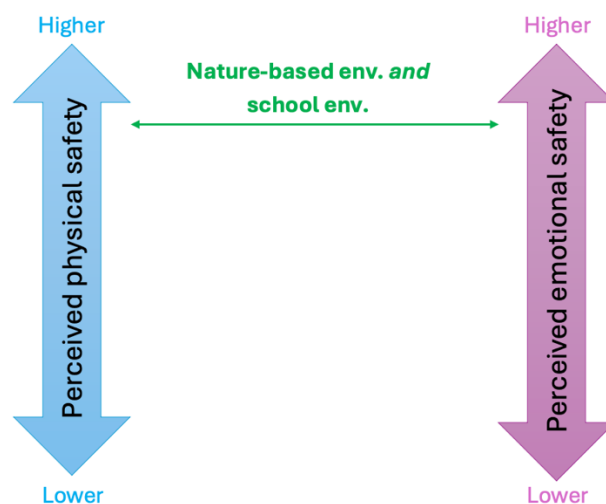 Higher
Higher
Nature-based env. and
school env.
Perceived physical safety
Perceived emotional safety
Lower
Lower